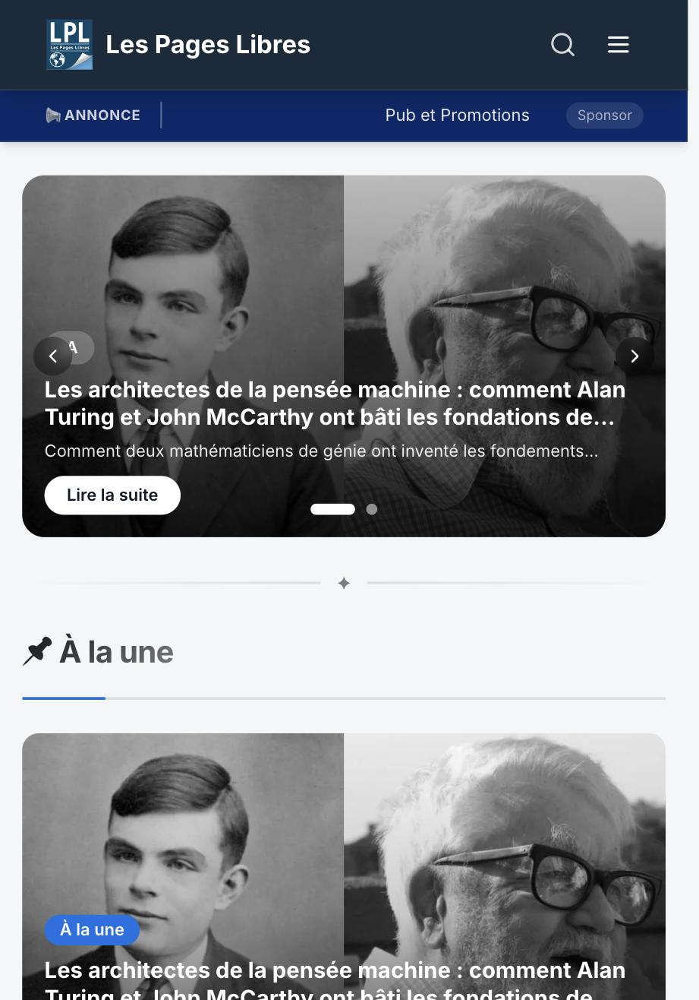 LPL
Les Pages Libres
Les Pages Libres
ANNONCE
Pub et Promotions
Sponsor
Les architectes de la pensée machine : comment Alan
Turing et John McCarthy ont bâti les fondations de...
Comment deux mathématiciens de génie ont inventé les fondements...
Lire la suite
À la une
À la une
Les architectes de la pensée machine : comment Alan
Turing et John McCarthy ont bâti les fondations de...